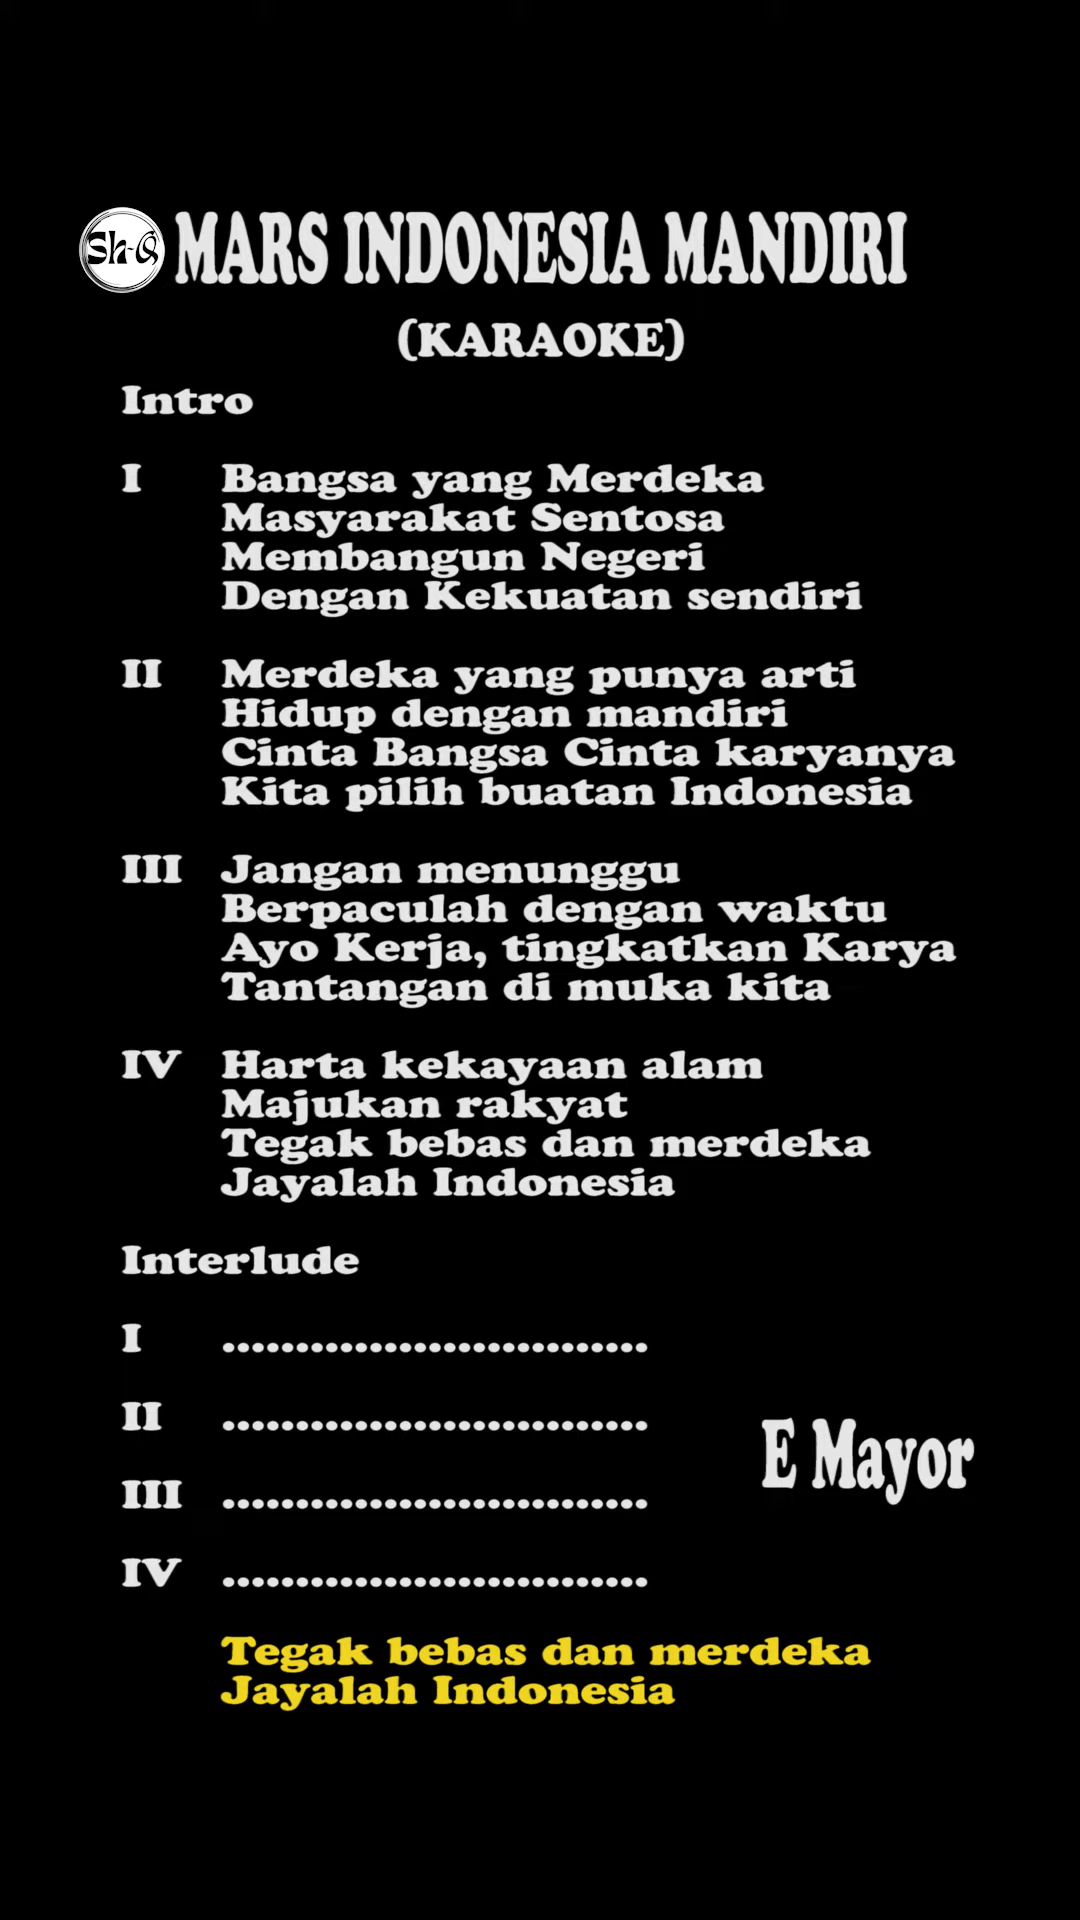 Sh-Q MARS INDONESIA MANDIRI
(KARAOKE)
Intro
I Bangsa yang Merdeka
Masyarakat Sentosa
Membangun Negeri
Dengan Kekuatan sendiri
II Merdeka yang punya arti
Hidup dengan mandiri
Cinta Bangsa Cinta karyanya
Kita pilih buatan Indonesia
III Jangan menunggu
Berpaculah dengan waktu
Ayo Kerja, tingkatkan Karya
Tantangan di muka kita
IV Harta kekayaan alam
Majukan rakyat
Tegak bebas dan merdeka
Jayalah Indonesia
Interlude
I .............................
II .............................
III .............................
IV .............................
E Mayor
Tegak bebas dan merdeka
Jayalah Indonesia